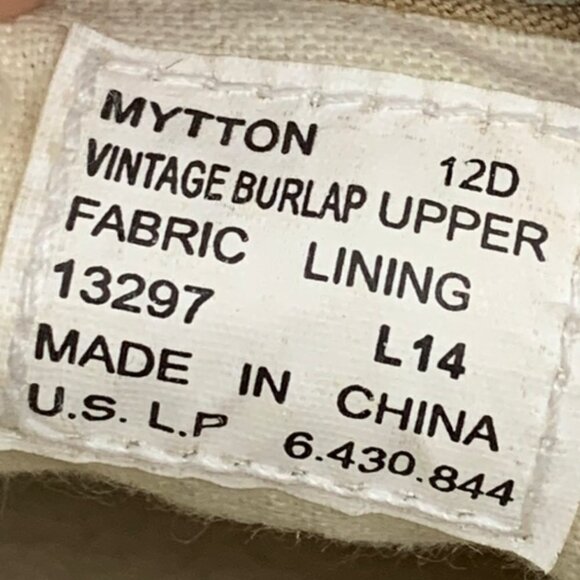 MYTTON 12D
VINTAGE BURLAP UPPER
FABRIC LINING
13297 L14
MADE IN CHINA
U.S. L.P 6.430.844